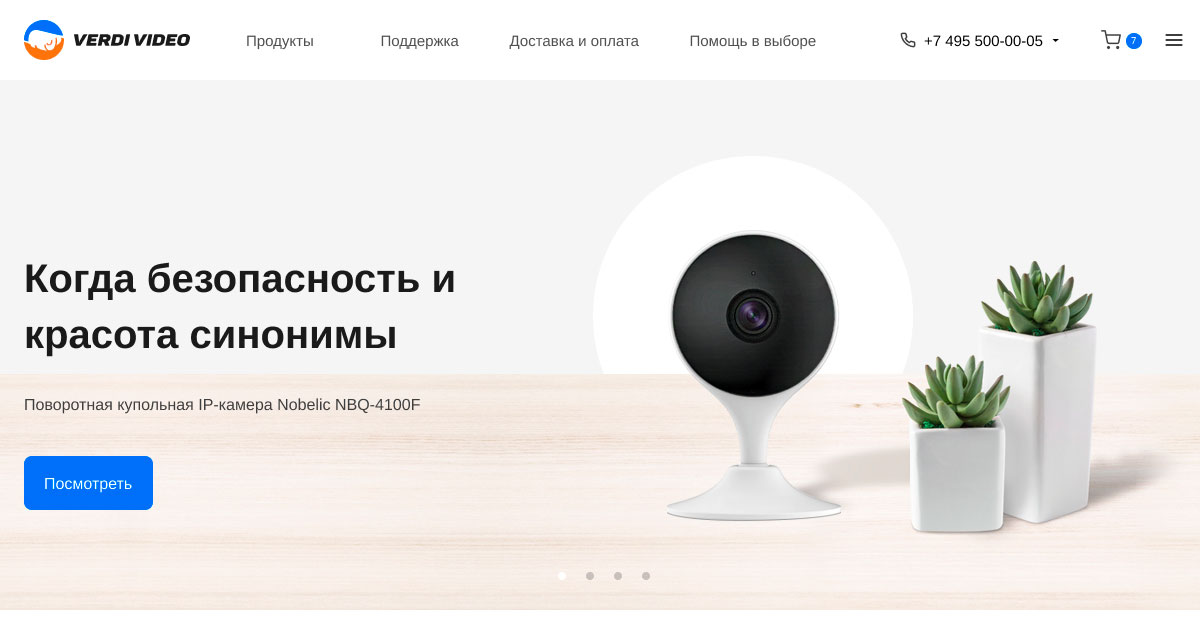 VERDI VIDEO
Продукты
Поддержка
Доставка и оплата
Помощь в выборе
+7 495 500-00-05
7
Когда безопасность и
красота синонимы
Поворотная купольная IP-камера Nobelic NBQ-4100F
Посмотреть